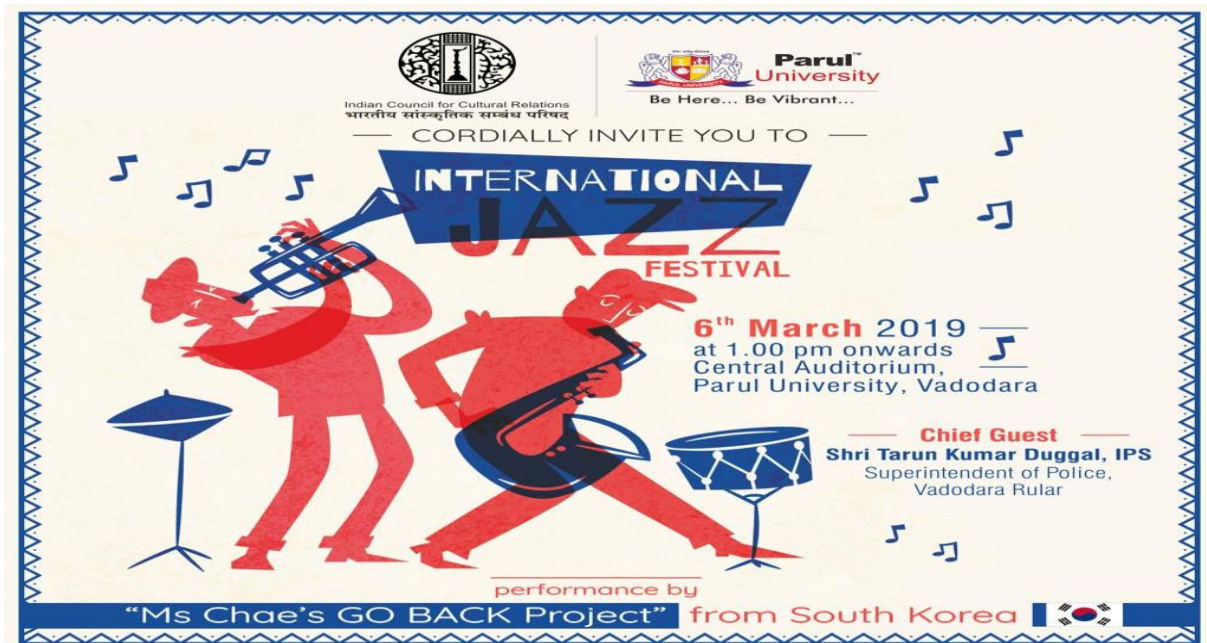 Indian Council for Cultural Relations
भारतीय सांस्कृतिक सम्बंध परिषद
Parul™
University
PARUL UNIVERSITY
Be Here... Be Vibrant...
CORDIALLY INVITE YOU TO
INTERNATIONAL
JAZZ
FESTIVAL
6th March 2019
at 1.00 pm onwards
Central Auditorium,
Parul University, Vadodara
Chief Guest
Shri Tarun Kumar Duggal, IPS
Superintendent of Police,
Vadodara Rular
performance by
“Ms Chae's GO BACK Project” from South Korea